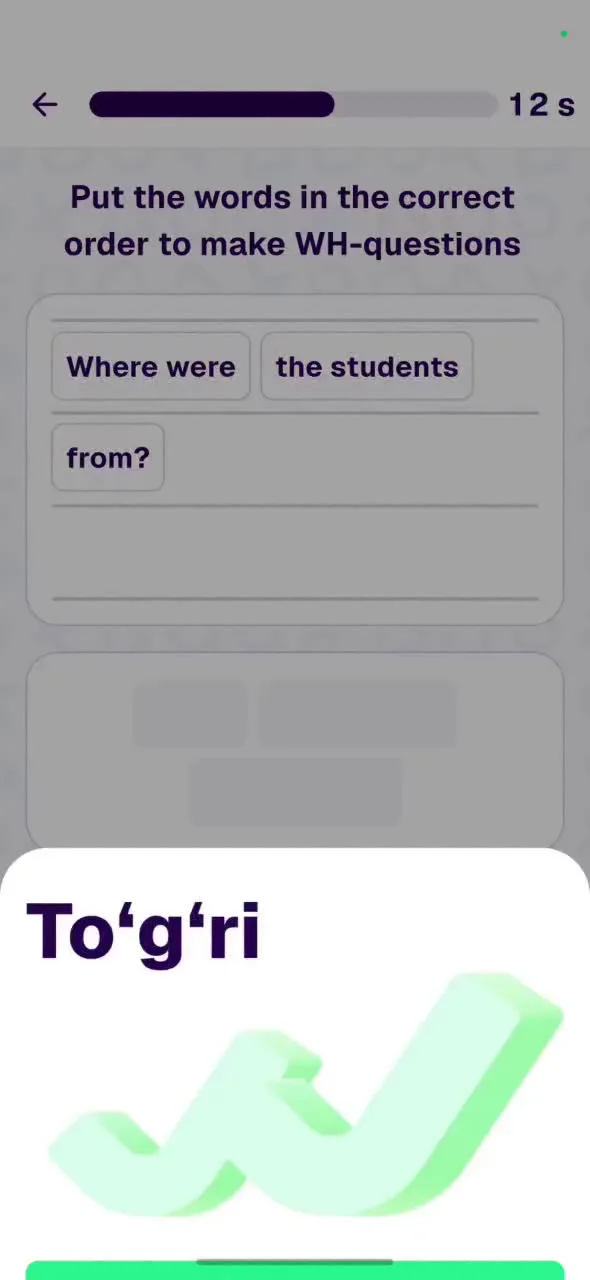 12 s
Put the words in the correct
order to make WH-questions
Where were the students
from?
To‘g‘ri